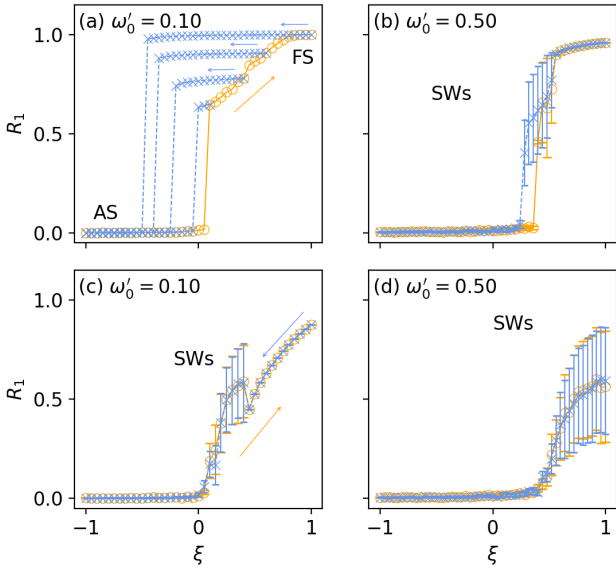 (a) ω′₀ = 0.10
(b) ω′₀ = 0.50
1.0
0.5
0.0
R₁
FS
AS
SWs
(c) ω′₀ = 0.10
(d) ω′₀ = 0.50
1.0
0.5
0.0
R₁
SWs
SWs
−1
0
1
−1
0
1
ξ
ξ